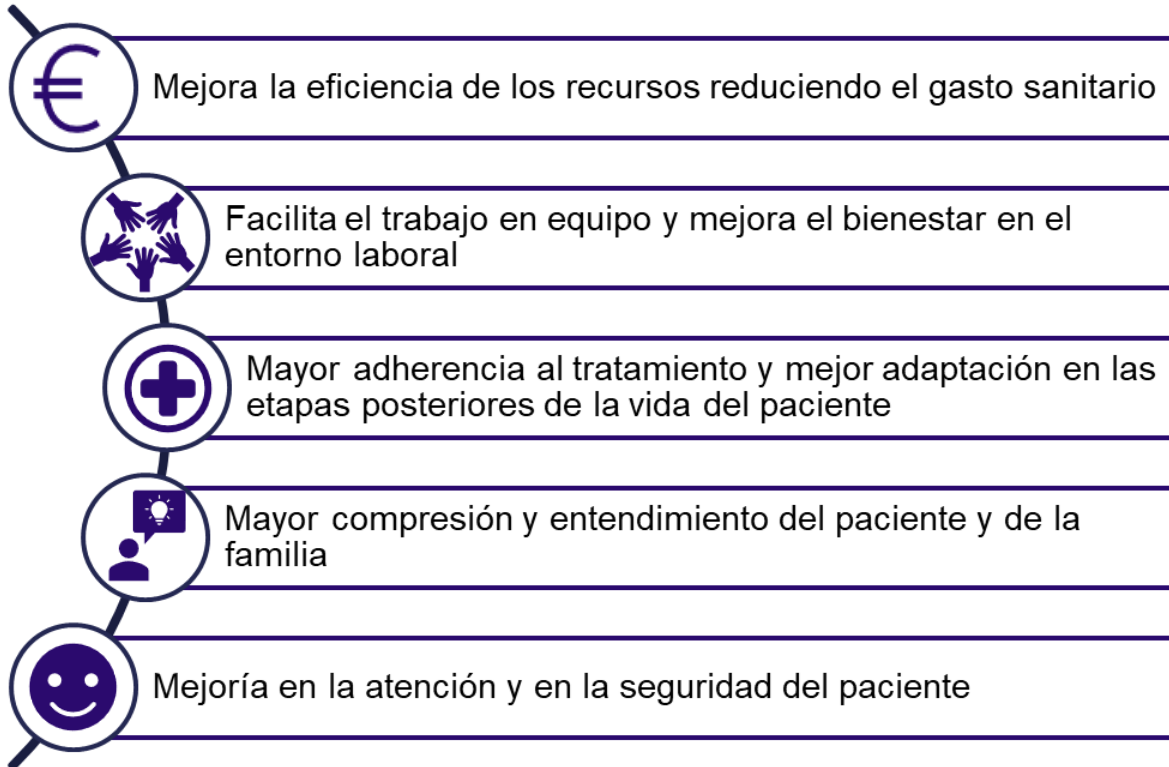 Mejora la eficiencia de los recursos reduciendo el gasto sanitario
Facilita el trabajo en equipo y mejora el bienestar en el
entorno laboral
Mayor adherencia al tratamiento y mejor adaptación en las
etapas posteriores de la vida del paciente
Mayor compresión y entendimiento del paciente y de la
familia
Mejoría en la atención y en la seguridad del paciente